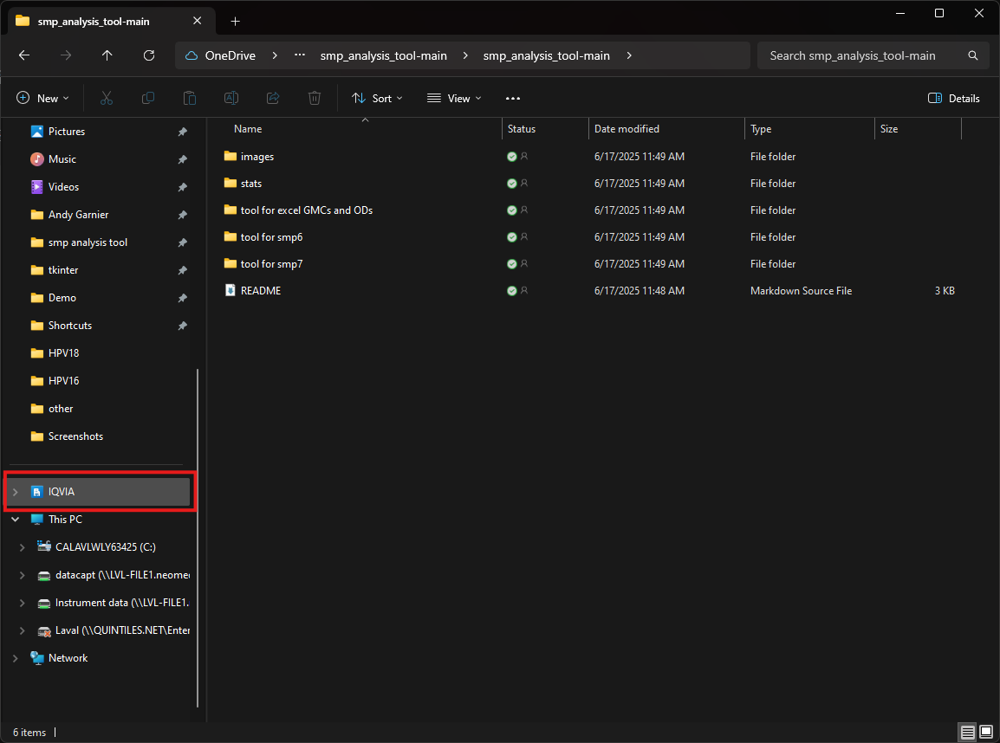 smp_analysis_tool-main
OneDrive > ... smp_analysis_tool-main > smp_analysis_tool-main >
Search smp_analysis_tool-main
New
Sort
View
Details
Pictures
Music
Videos
Andy Garnier
smp analysis tool
tkinter
Demo
Shortcuts
HPV18
HPV16
other
Screenshots
IQVIA
This PC
CALAVLWLY63425 (C:)
datacapt (\\LVL-FILE1.neomed
Instrument data (\\LVL-FILE1.
Laval (\\QUINTILES.NET\Enter
Network
Name Status Date modified Type Size
images 6/17/2025 11:49 AM File folder
stats 6/17/2025 11:49 AM File folder
tool for excel GMCs and ODs 6/17/2025 11:49 AM File folder
tool for smp6 6/17/2025 11:49 AM File folder
tool for smp7 6/17/2025 11:49 AM File folder
README 6/17/2025 11:48 AM Markdown Source File 3 KB
6 items